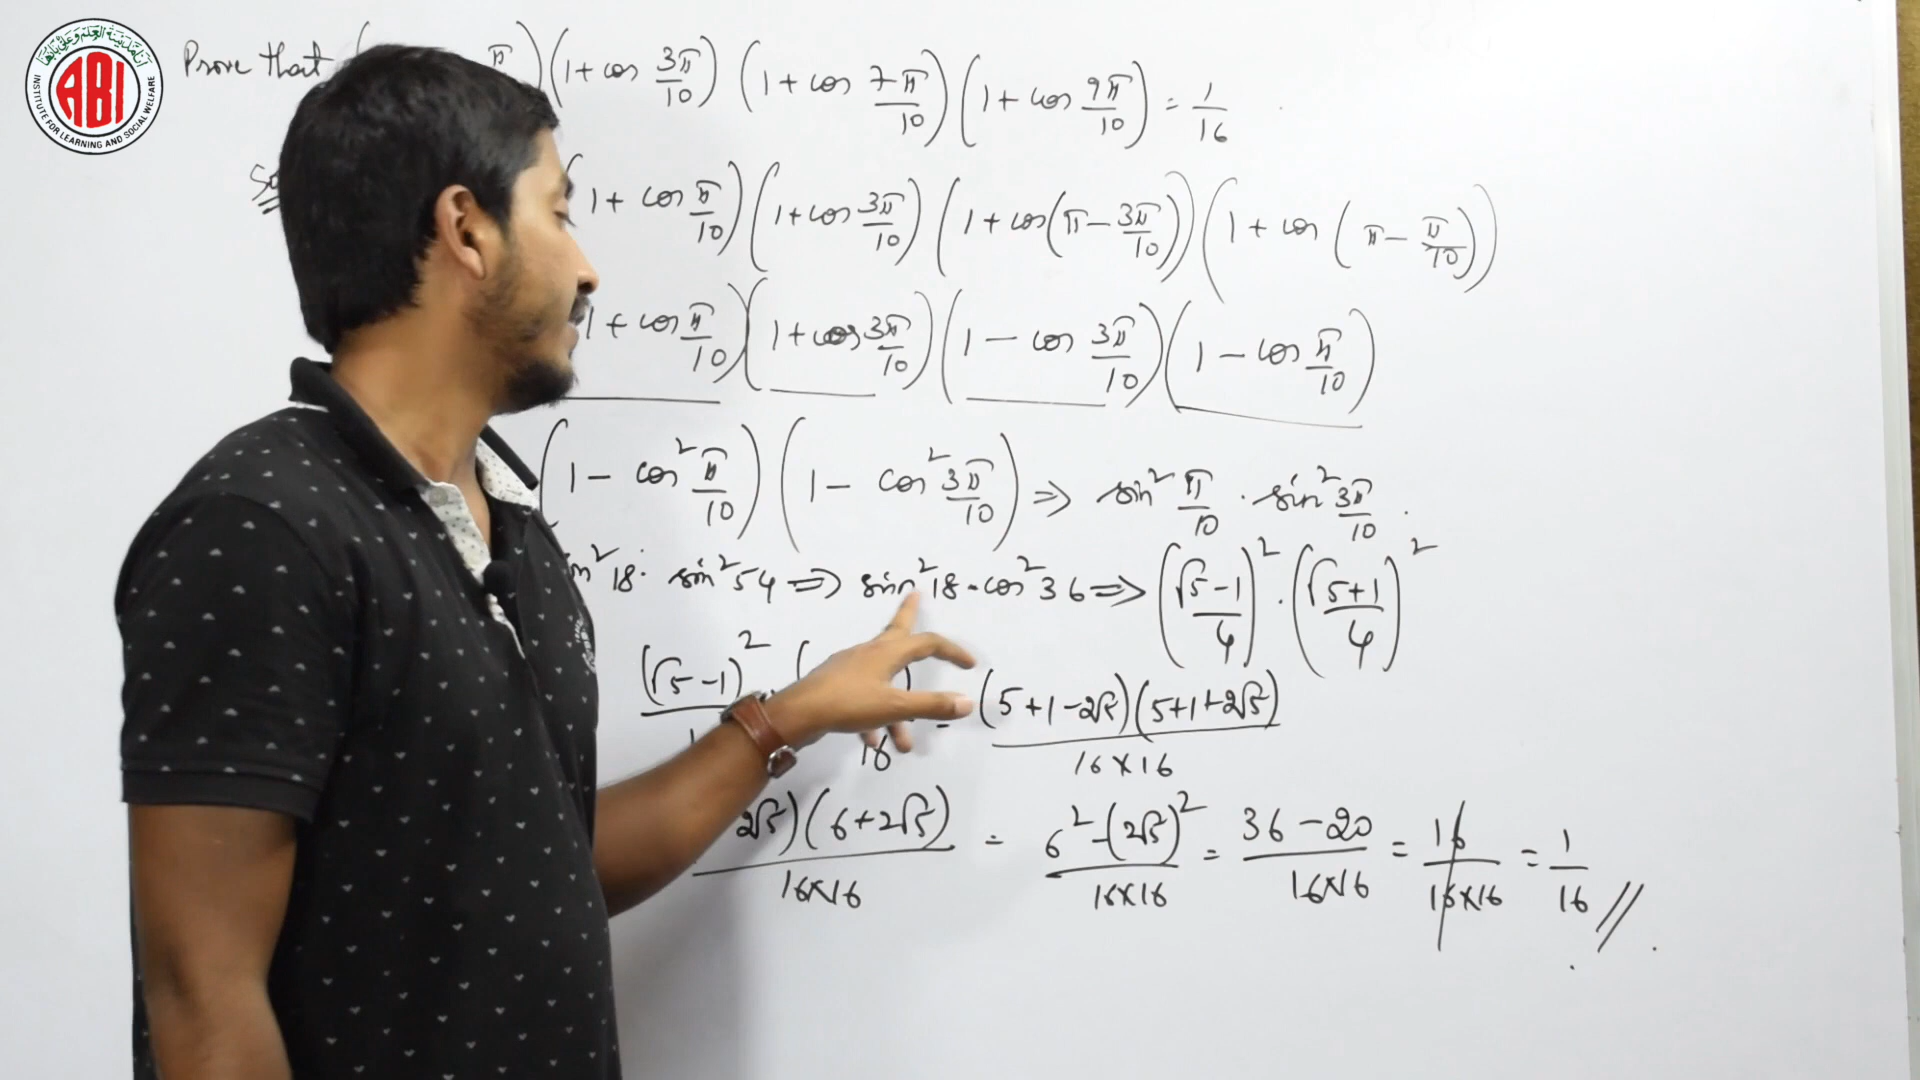 ABI
INSTITUTE FOR LEARNING AND SOCIAL WELFARE
Prove that ( π ) (1 + cos 3π/10) (1 + cos 7π/10) (1 + cos 9π/10) = 1/16
1 + cos π/10) (1 + cos 3π/10) (1 + cos(π − 3π/10)) (1 + cos(π − π/10))
1 + cos π/10) (1 + cos 3π/10) (1 − cos 3π/10) (1 − cos π/10)
(1 − cos² π/10) (1 − cos² 3π/10) ⇒ sin² π/10 · sin² 3π/10 .
18 · sin² 54 ⇒ sin² 18 · cos² 36 ⇒ ((√5 − 1)/4)² · ((√5 + 1)/4)²
(√5 − 1)² · 16 = (5 + 1 − 2√5)(5 + 1 + 2√5) / 16 × 16
2√5)(6 + 2√5) / 16 × 16 = 6² − (2√5)² / 16 × 16 = 36 − 20 / 16 × 16 = 16 / 16 × 16 = 1/16 //